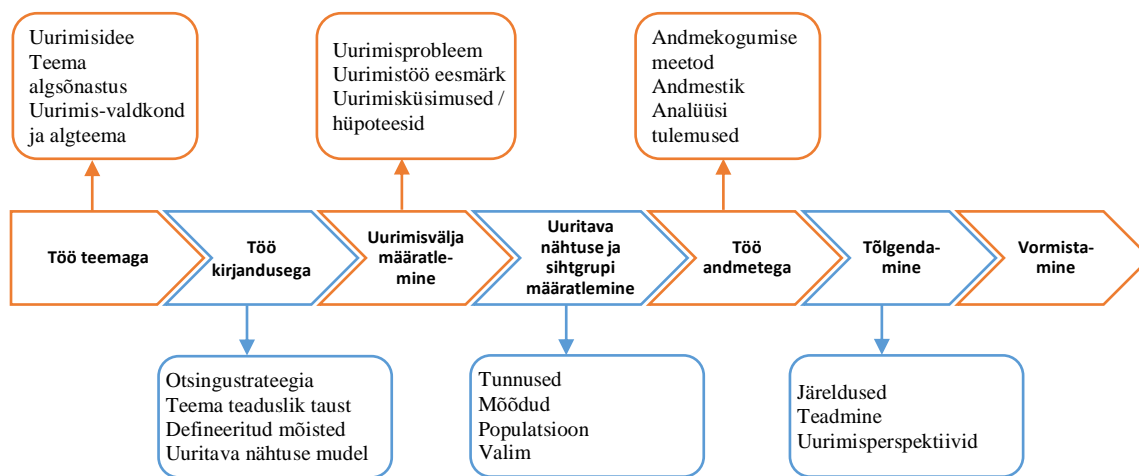 Uurimisidee
Teema
algsõnastus
Uurimis-valdkond
ja algteema
Uurimisprobleem
Uurimistöö eesmärk
Uurimisküsimused /
hüpoteesid
Andmekogumise
meetod
Andmestik
Analüüsi
tulemused
Töö teemaga
Töö
kirjandusega
Uurimisvälja
määratle-
mine
Uuritava
nähtuse ja
sihtgrupi
määratlemine
Töö
andmetega
Tõlgenda-
mine
Vormista-
mine
Otsingustrateegia
Teema teaduslik taust
Defineeritud mõisted
Uuritava nähtuse mudel
Tunnused
Mõõdud
Populatsioon
Valim
Järeldused
Teadmine
Uurimisperspektiivid